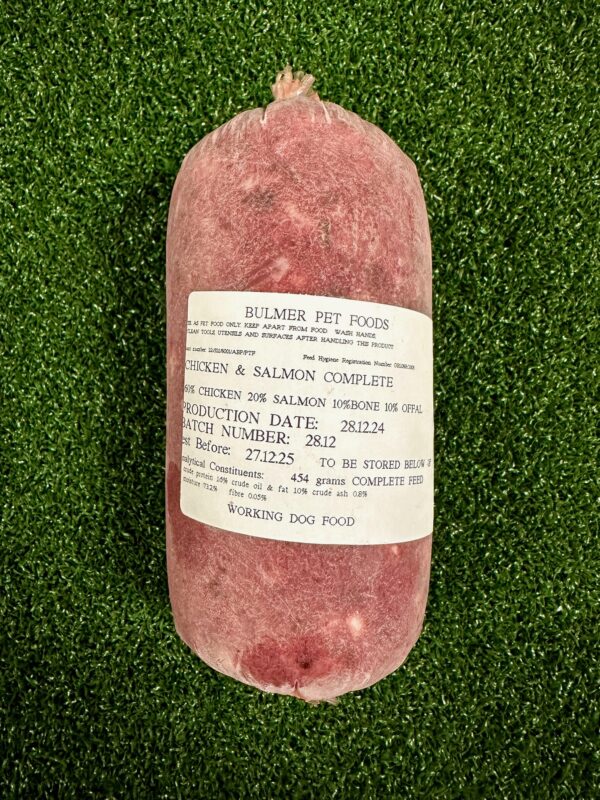 BULMER PET FOODS
AS PET FOOD ONLY. KEEP APART FROM FOOD. WASH HANDS,
CLEAN TOOLS, UTENSILS AND SURFACES AFTER HANDLING THIS PRODUCT
number Feed Hygiene Registration Number
CHICKEN & SALMON COMPLETE
60% CHICKEN 20% SALMON 10%BONE 10% OFFAL
PRODUCTION DATE: 28.12.24
BATCH NUMBER: 28.12
est Before: 27.12.25 TO BE STORED BELOW
nalytical Constituents: 454 grams COMPLETE FEED
crude protein 16% crude oil & fat 10% crude ash 0.8%
moisture 73.2% fibre 0.05%
WORKING DOG FOOD